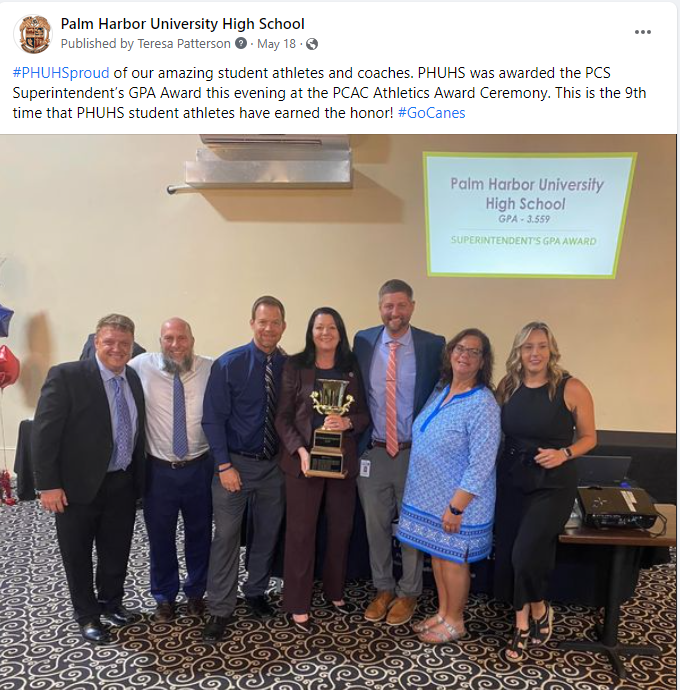 Palm Harbor University High School
Published by Teresa Patterson · May 18 ·
#PHUHSproud of our amazing student athletes and coaches. PHUHS was awarded the PCS
Superintendent's GPA Award this evening at the PCAC Athletics Award Ceremony. This is the 9th
time that PHUHS student athletes have earned the honor! #GoCanes
Palm Harbor University
High School
GPA - 3.559
SUPERINTENDENT'S GPA AWARD